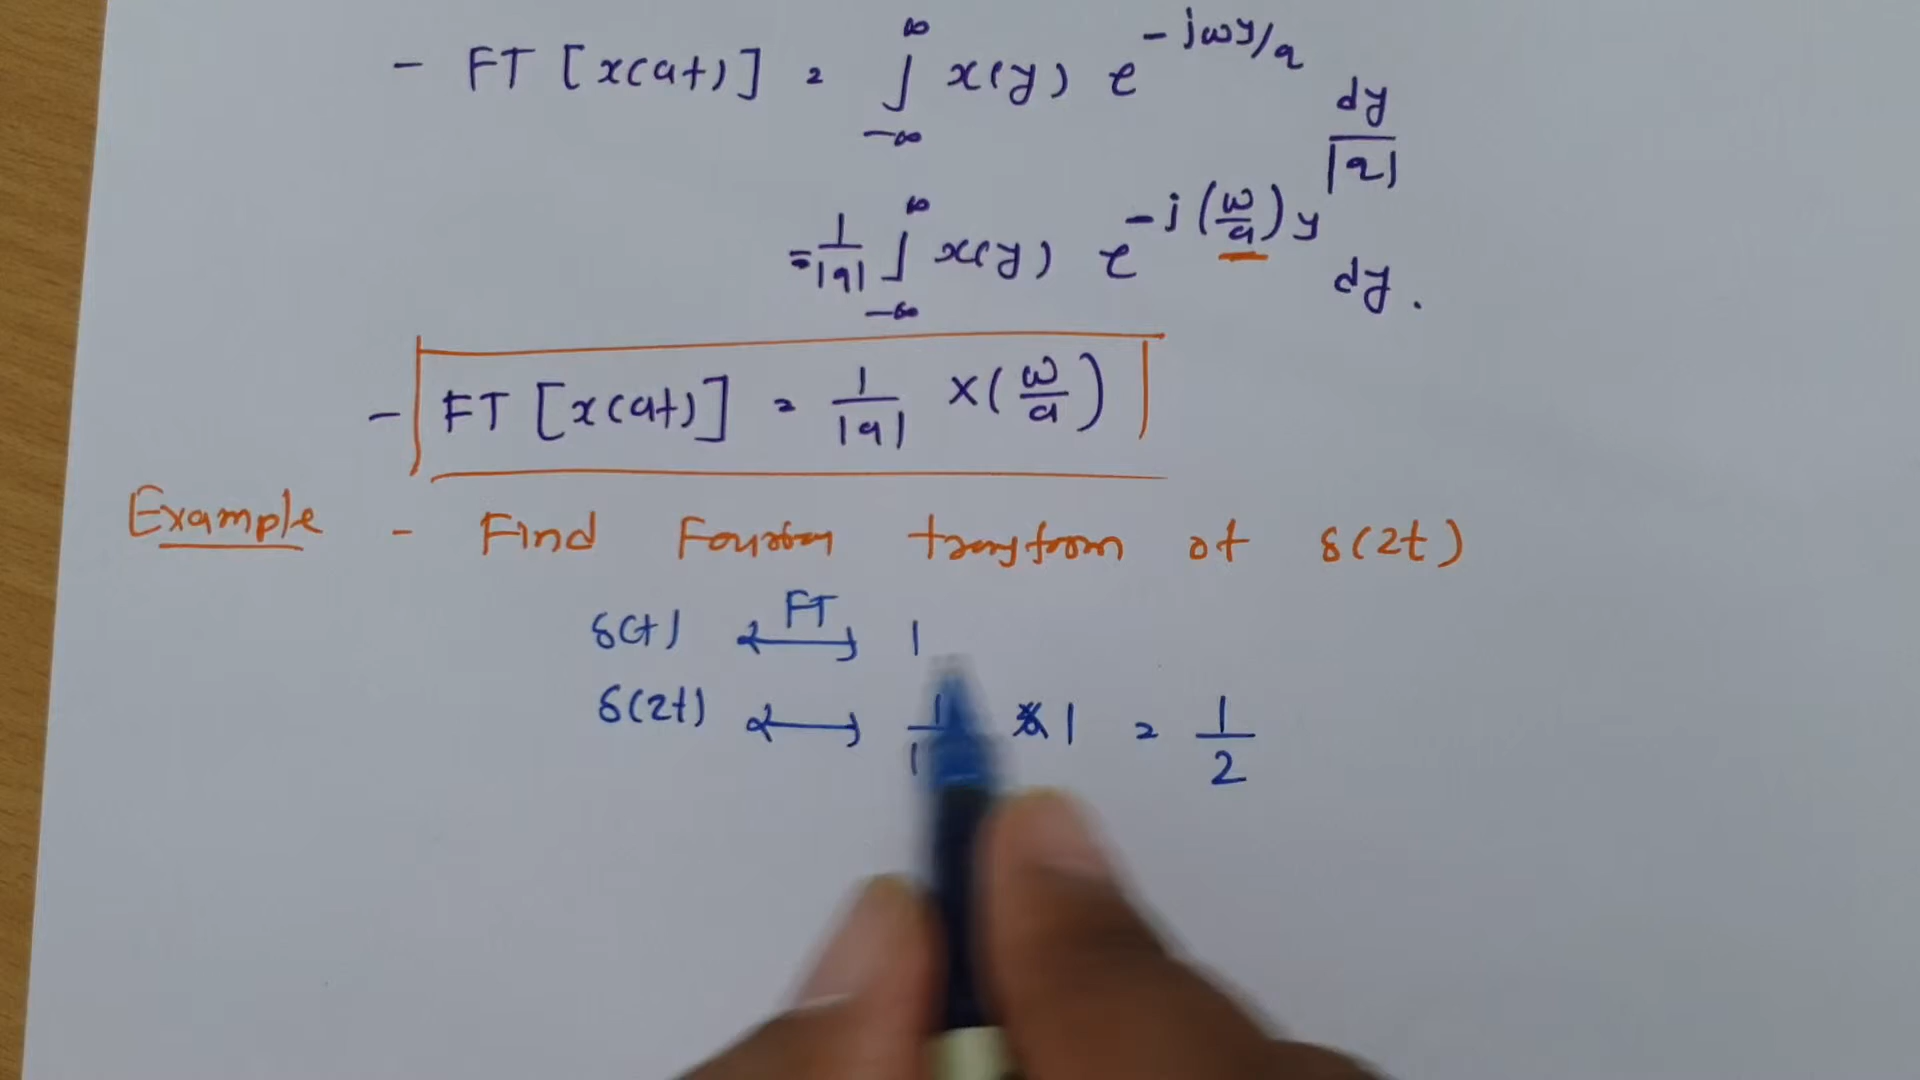 - FT [x(at)] = ∫_{-∞}^{∞} x(y) e^{-jωy/a} dy/|a|
= 1/|a| ∫_{-∞}^{∞} x(y) e^{-j(ω/a)y} dy.
- FT [x(at)] = 1/|a| X(ω/a)
Example - Find Fourier transform of δ(2t)
δ(t) ⟷ FT 1
δ(2t) ⟷ 1/| 1 = 1/2